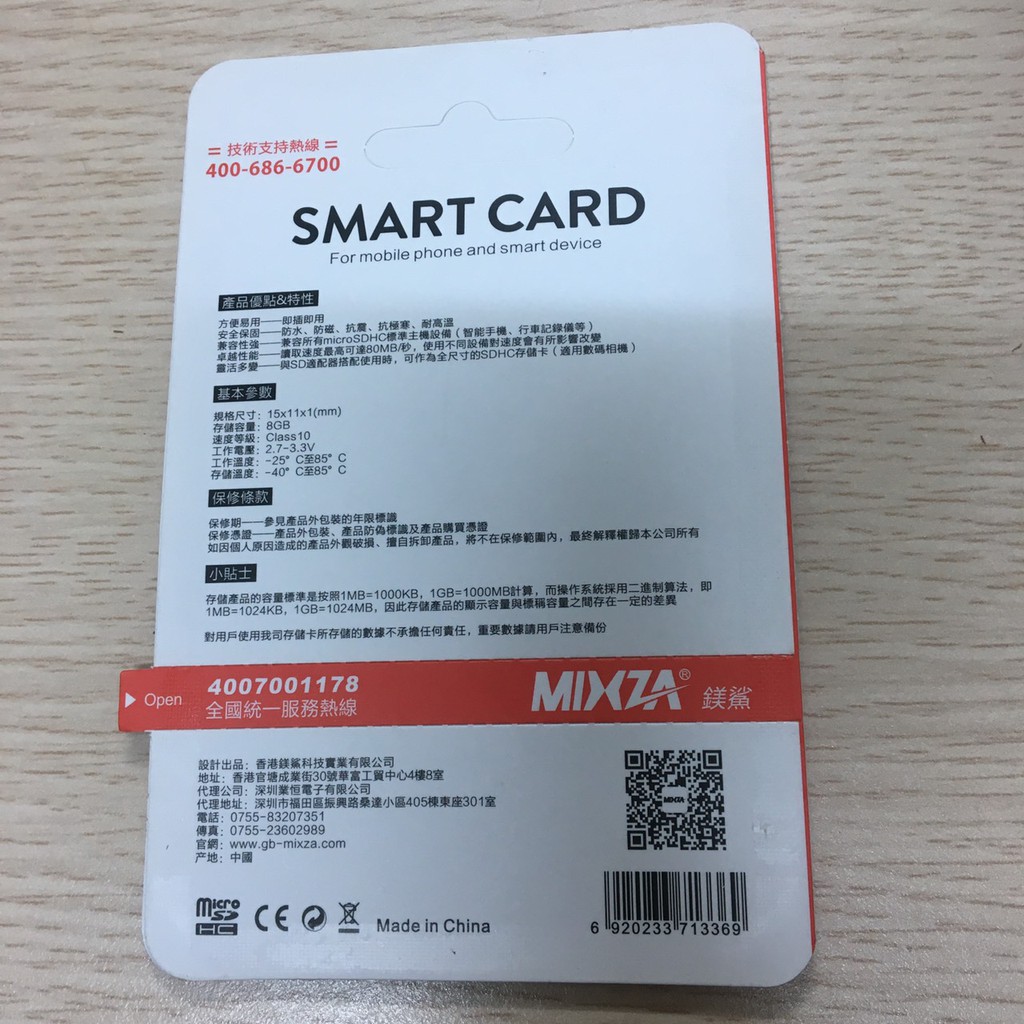 = 技術支持熱線 =
400-686-6700
SMART CARD
For mobile phone and smart device
產品優點&特性
方便易用——即插即用
安全保固——防水、防磁、抗震、抗極寒、耐高溫
兼容性強——兼容所有microSDHC標準主機設備（智能手機、行車記錄儀等）
卓越性能——讀取速度最高可達80MB/秒，使用不同設備對速度會有所影響改變
靈活多變——與SD適配器搭配使用時，可作為全尺寸的SDHC存儲卡（適用數碼相機）
基本參數
規格尺寸：15x11x1(mm)
存儲容量：8GB
速度等級：Class10
工作電壓：2.7-3.3V
工作溫度：-25° C至85° C
存儲溫度：-40° C至85° C
保修條款
保修期——參見產品外包裝的年限標識
保修憑證——產品外包裝、產品防偽標識及產品購買憑證
如因個人原因造成的產品外觀破損、擅自拆卸產品，將不在保修範圍內，最終解釋權歸本公司所有
小貼士
存儲產品的容量標準是按照1MB=1000KB，1GB=1000MB計算，而操作系統採用二進制算法，即
1MB=1024KB，1GB=1024MB，因此存儲產品的顯示容量與標稱容量之間存在一定的差異
對用戶使用我司存儲卡所存儲的數據不承擔任何責任，重要數據請用戶注意備份
Open
4007001178
全國統一服務熱線
MIXZA® 鎂鯊
設計出品：香港鎂鯊科技實業有限公司
地址：香港官塘成業街30號華富工貿中心4樓8室
代理公司：深圳業恒電子有限公司
代理地址：深圳市福田區振興路桑達小區405棟東座301室
電話：0755-83207351
傳真：0755-23602989
官網：www.gb-mixza.com
产地：中國
MIXZA
Micro SD HC
CE
Made in China
6 920233 713369